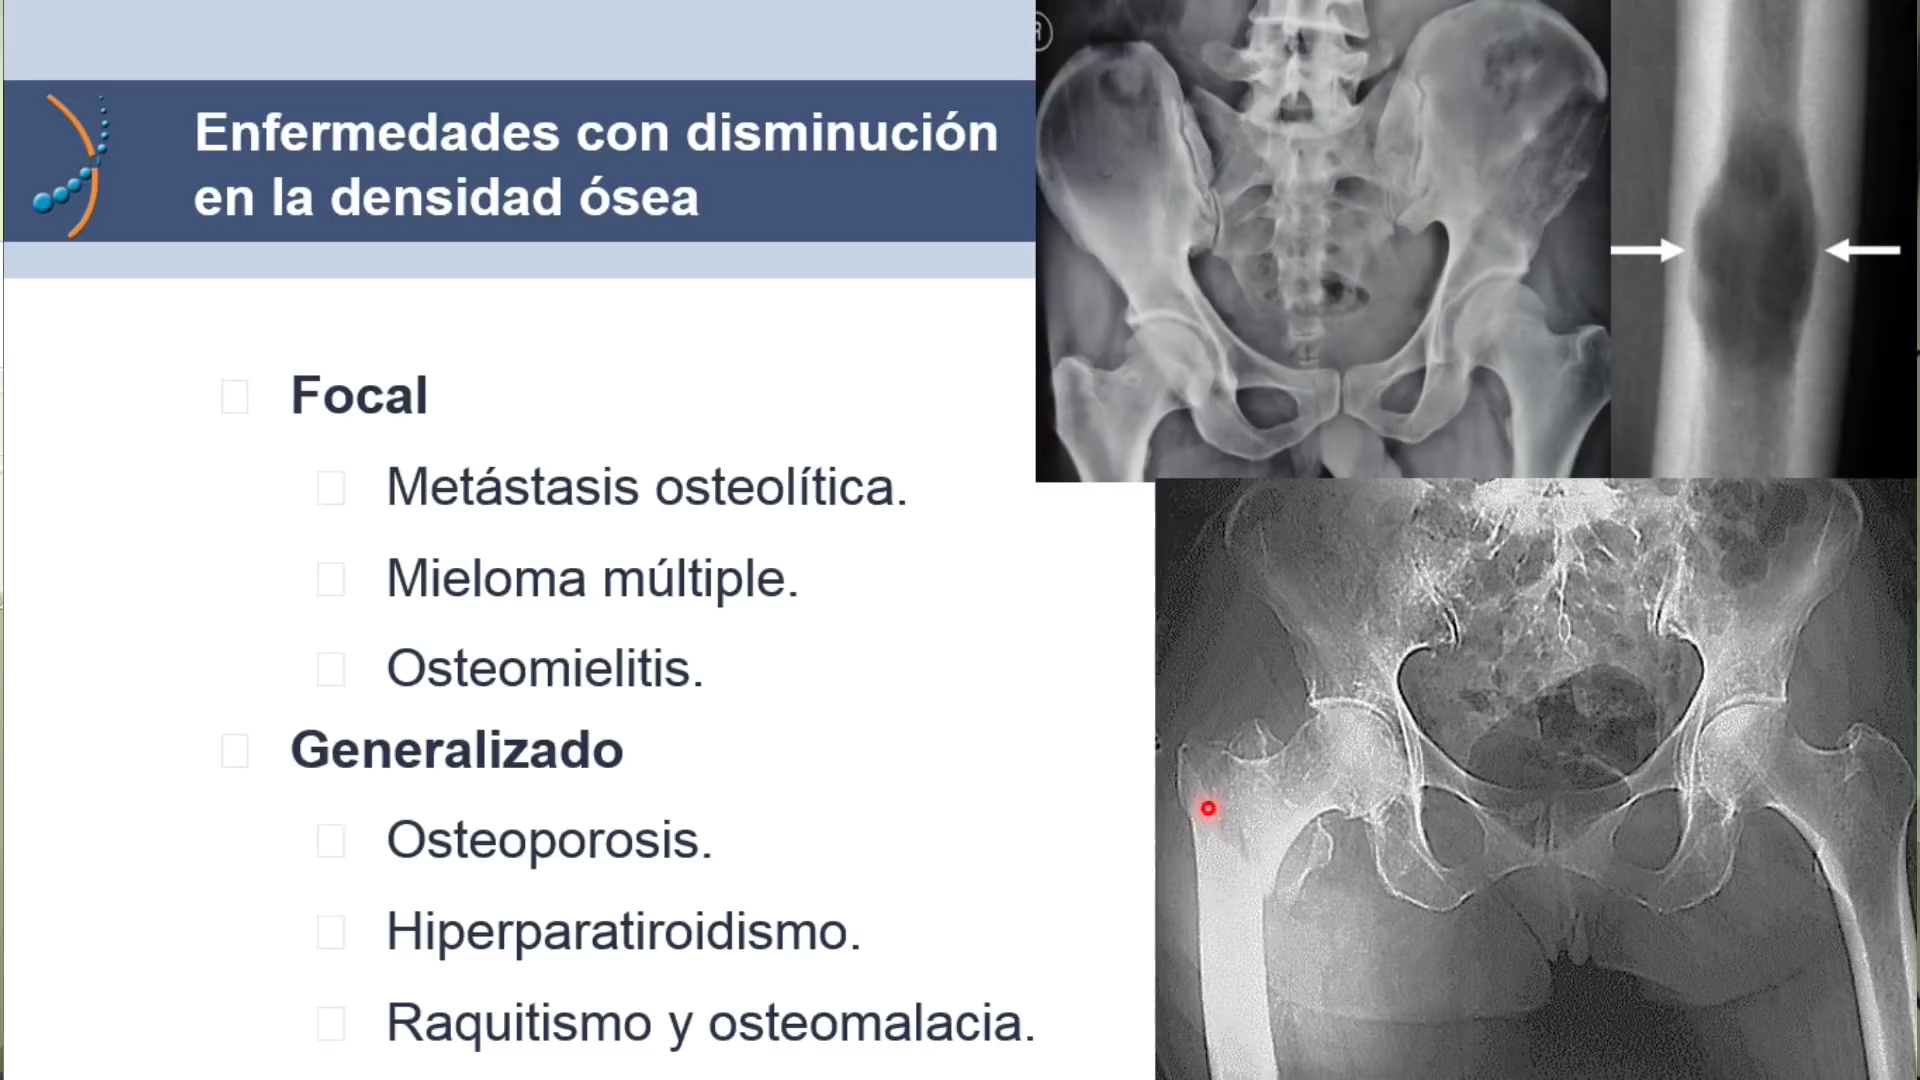 Enfermedades con disminución
en la densidad ósea
Focal
Metástasis osteolítica.
Mieloma múltiple.
Osteomielitis.
Generalizado
Osteoporosis.
Hiperparatiroidismo.
Raquitismo y osteomalacia.
R